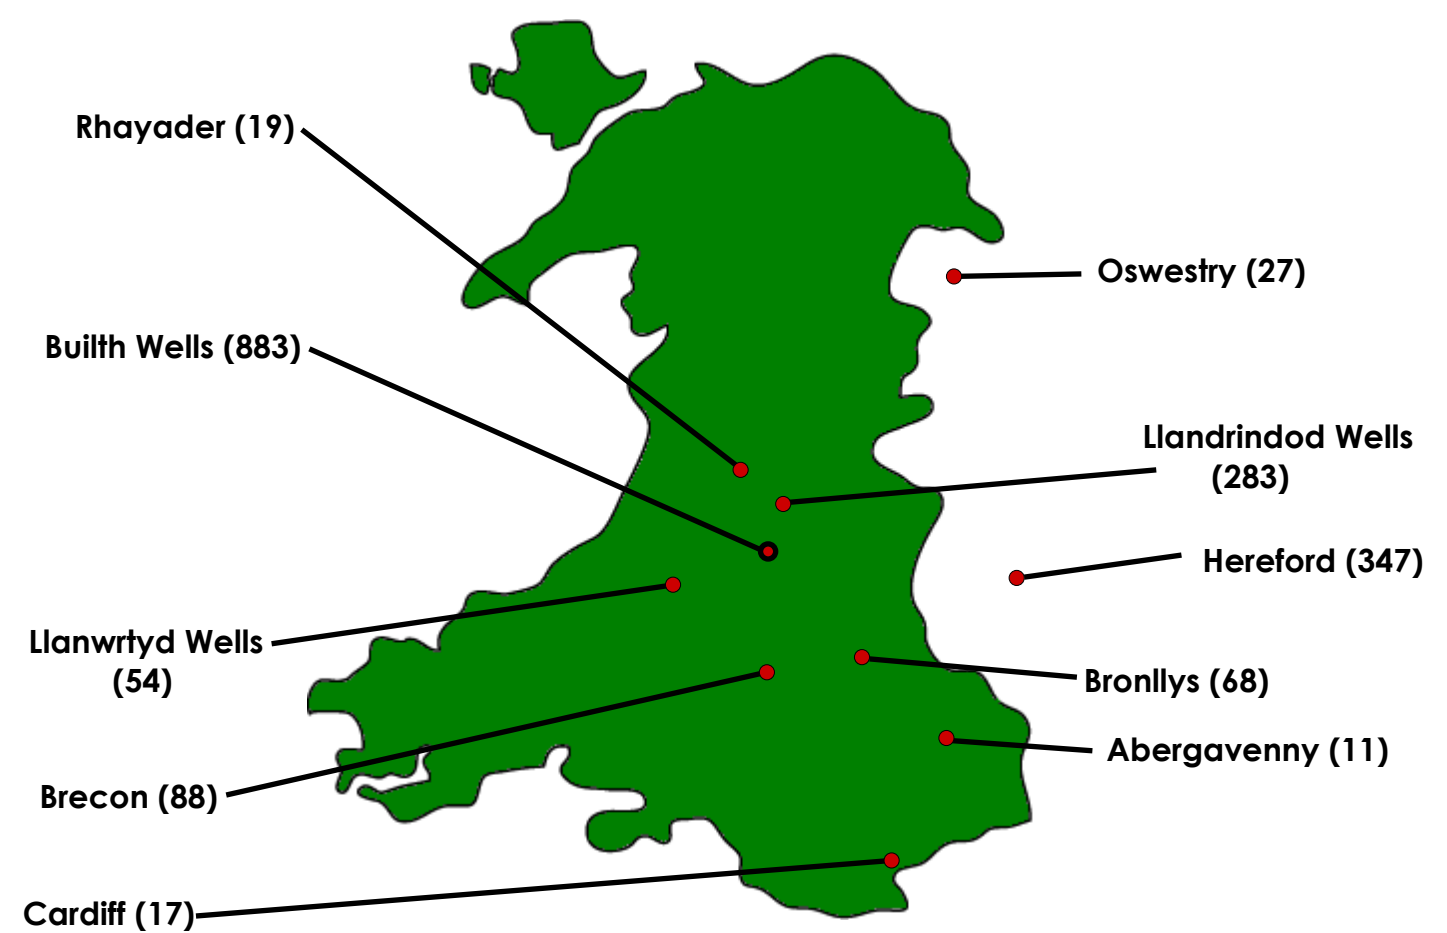 Rhayader (19)
Oswestry (27)
Builth Wells (883)
Llandrindod Wells
(283)
Hereford (347)
Llanwrtyd Wells
(54)
Bronllys (68)
Abergavenny (11)
Brecon (88)
Cardiff (17)